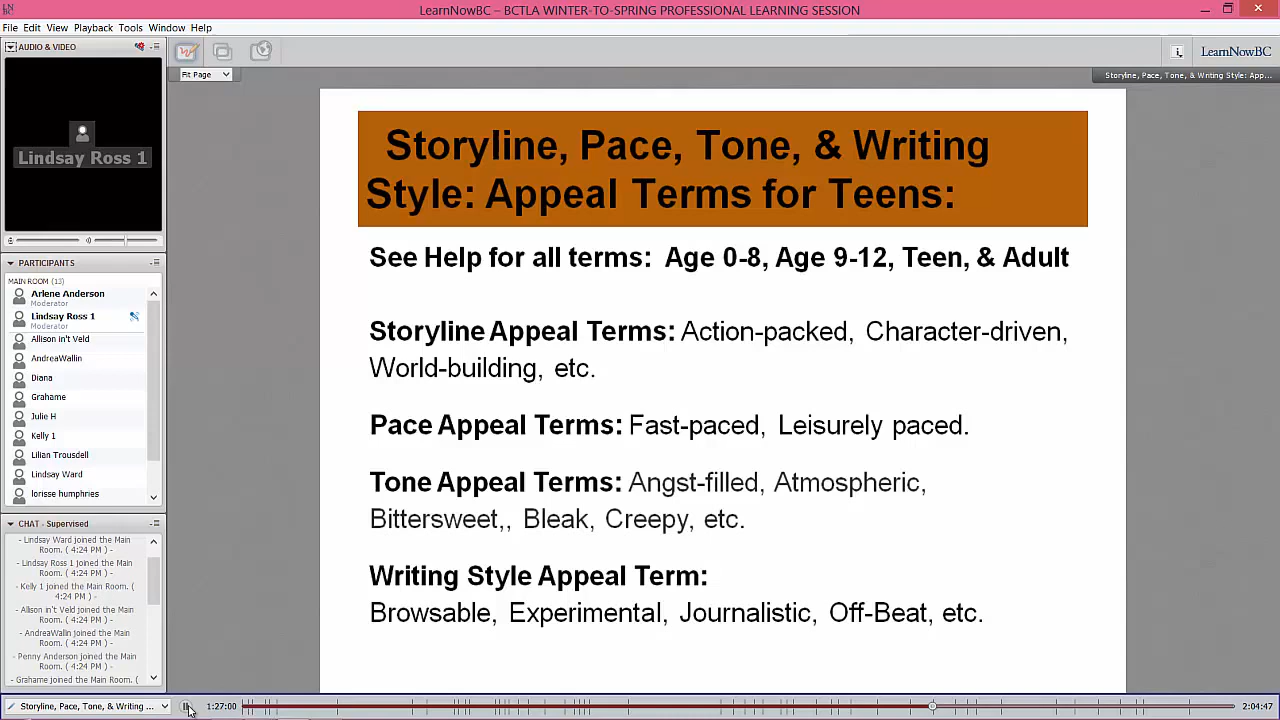 LearnNowBC – BCTLA WINTER-TO-SPRING PROFESSIONAL LEARNING SESSION
File Edit View Playback Tools Window Help
AUDIO & VIDEO
LearnNowBC
Fit Page
Storyline, Pace, Tone, & Writing Style: App...
Lindsay Ross 1
PARTICIPANTS
MAIN ROOM (13)
Arlene Anderson
Moderator
Lindsay Ross 1
Moderator
Allison in't Veld
AndreaWallin
Diana
Grahame
Julie H
Kelly 1
Lilian Trousdell
Lindsay Ward
lorisse humphries
CHAT - Supervised
- Lindsay Ward joined the Main
Room. ( 4:24 PM ) -
- Lindsay Ross 1 joined the Main
Room. ( 4:24 PM ) -
- Kelly 1 joined the Main Room. (
4:24 PM ) -
- Allison in't Veld joined the Main
Room. ( 4:24 PM ) -
- AndreaWallin joined the Main
Room. ( 4:24 PM ) -
- Penny Anderson joined the Main
Room. ( 4:24 PM ) -
- Grahame joined the Main Room. (
Storyline, Pace, Tone, & Writing
Style: Appeal Terms for Teens:
See Help for all terms: Age 0-8, Age 9-12, Teen, & Adult
Storyline Appeal Terms: Action-packed, Character-driven,
World-building, etc.
Pace Appeal Terms: Fast-paced, Leisurely paced.
Tone Appeal Terms: Angst-filled, Atmospheric,
Bittersweet,, Bleak, Creepy, etc.
Writing Style Appeal Term:
Browsable, Experimental, Journalistic, Off-Beat, etc.
Storyline, Pace, Tone, & Writing ...
1:27:00
2:04:47